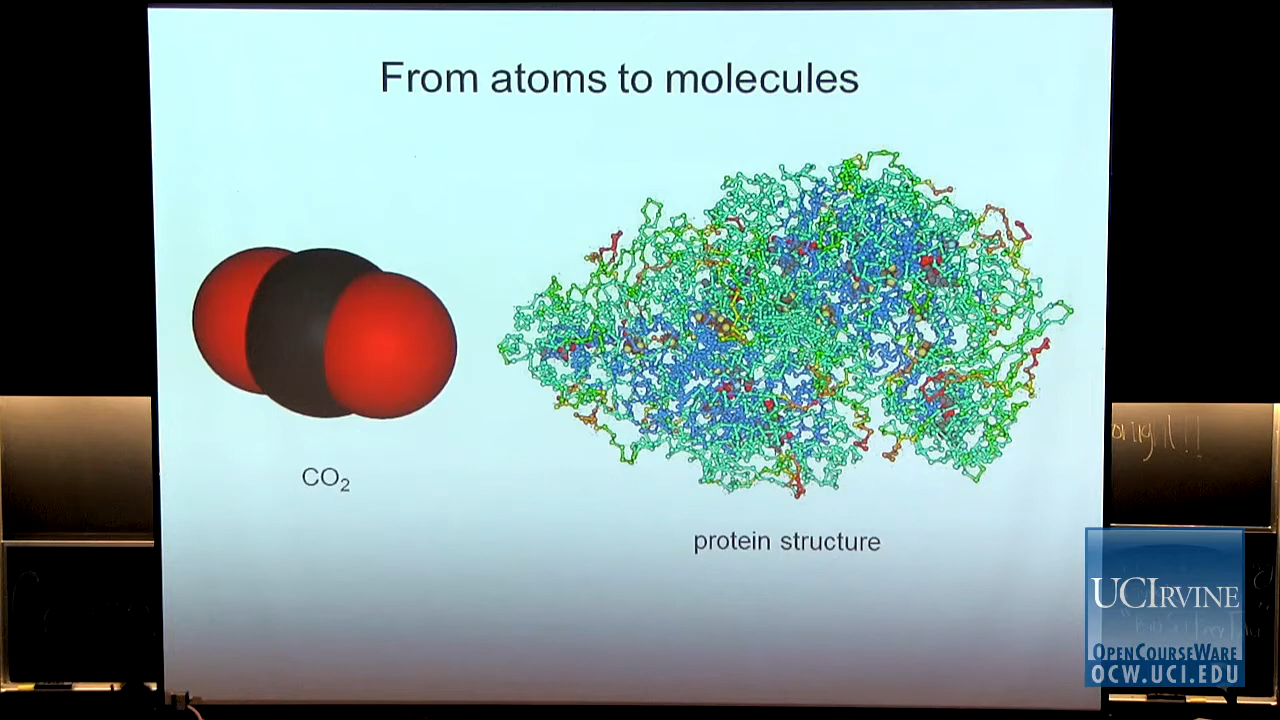 From atoms to molecules
CO₂
protein structure
UCIRVINE
OPENCOURSEWARE
OCW.UCI.EDU